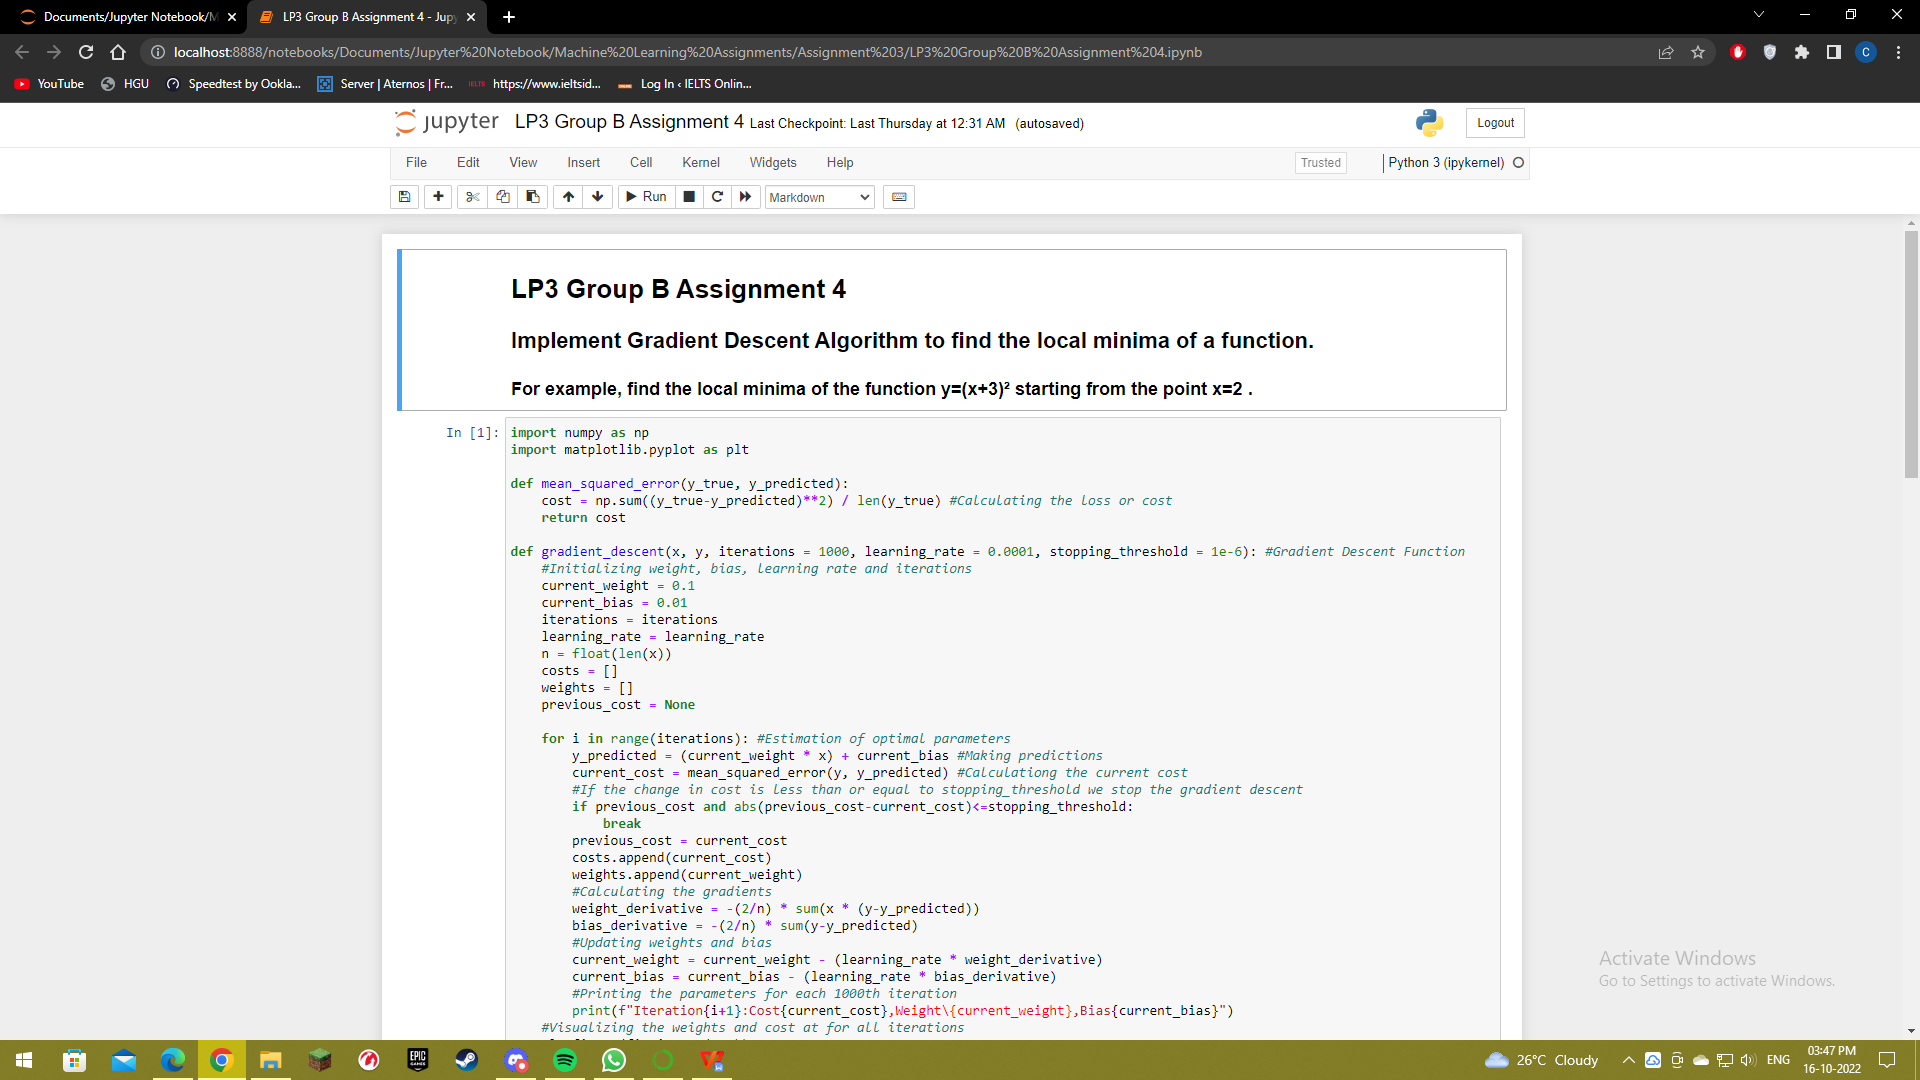 Documents/Jupyter Notebook/M
LP3 Group B Assignment 4 - Jupy
localhost:8888/notebooks/Documents/Jupyter%20Notebook/Machine%20Learning%20Assignments/Assignment%203/LP3%20Group%20B%20Assignment%204.ipynb
C
YouTube
HGU
Speedtest by Ookla...
Server | Aternos | Fr...
IELTS https://www.ieltsid...
Log In ‹ IELTS Onlin...
jupyter LP3 Group B Assignment 4 Last Checkpoint: Last Thursday at 12:31 AM (autosaved)
Logout
File Edit View Insert Cell Kernel Widgets Help
Trusted
Python 3 (ipykernel)
Run
Markdown
LP3 Group B Assignment 4
Implement Gradient Descent Algorithm to find the local minima of a function.
For example, find the local minima of the function y=(x+3)² starting from the point x=2 .
In [1]: import numpy as np
import matplotlib.pyplot as plt
def mean_squared_error(y_true, y_predicted):
cost = np.sum((y_true-y_predicted)**2) / len(y_true) #Calculating the loss or cost
return cost
def gradient_descent(x, y, iterations = 1000, learning_rate = 0.0001, stopping_threshold = 1e-6): #Gradient Descent Function
#Initializing weight, bias, learning rate and iterations
current_weight = 0.1
current_bias = 0.01
iterations = iterations
learning_rate = learning_rate
n = float(len(x))
costs = []
weights = []
previous_cost = None
for i in range(iterations): #Estimation of optimal parameters
y_predicted = (current_weight * x) + current_bias #Making predictions
current_cost = mean_squared_error(y, y_predicted) #Calculationg the current cost
#If the change in cost is less than or equal to stopping_threshold we stop the gradient descent
if previous_cost and abs(previous_cost-current_cost)<=stopping_threshold:
break
previous_cost = current_cost
costs.append(current_cost)
weights.append(current_weight)
#Calculating the gradients
weight_derivative = -(2/n) * sum(x * (y-y_predicted))
bias_derivative = -(2/n) * sum(y-y_predicted)
#Updating weights and bias
current_weight = current_weight - (learning_rate * weight_derivative)
current_bias = current_bias - (learning_rate * bias_derivative)
#Printing the parameters for each 1000th iteration
print(f"Iteration{i+1}:Cost{current_cost},Weight\{current_weight},Bias{current_bias}")
#Visualizing the weights and cost at for all iterations
Activate Windows
Go to Settings to activate Windows.
EPIC GAMES
26°C Cloudy
ENG
03:47 PM
16-10-2022